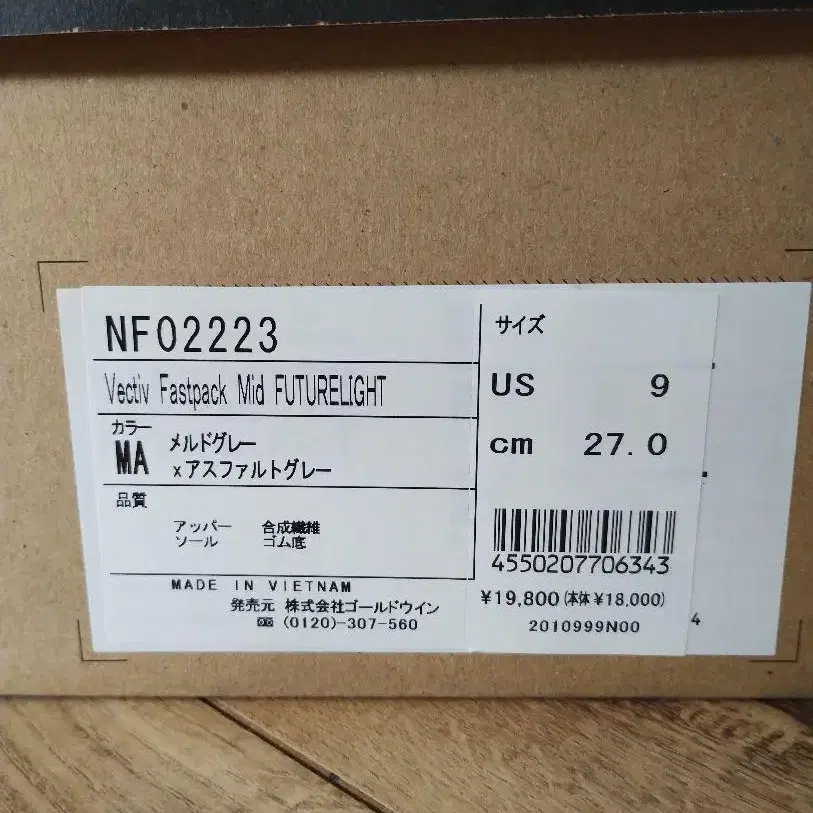 NF02223
Vectiv Fastpack Mid FUTURELIGHT
カラー
MA メルドグレー
xアスファルトグレー
品質
アッパー 合成繊維
ソール ゴム底
MADE IN VIETNAM
発売元 株式会社ゴールドウイン
(0120)-307-560
サイズ
US 9
cm 27.0
4550207706343
¥19,800(本体¥18,000)
2010999N00
4